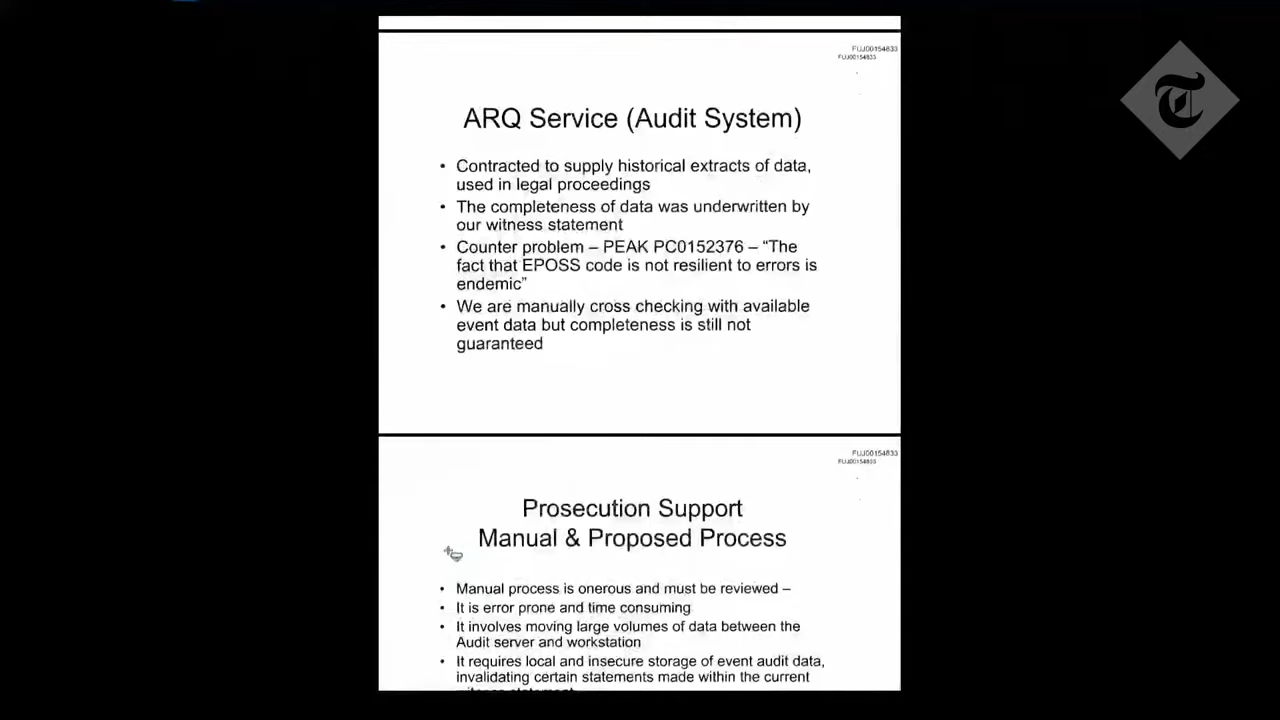 FUJ00154833
FUJ00154833
ARQ Service (Audit System)
• Contracted to supply historical extracts of data,
used in legal proceedings
• The completeness of data was underwritten by
our witness statement
• Counter problem – PEAK PC0152376 – “The
fact that EPOSS code is not resilient to errors is
endemic”
• We are manually cross checking with available
event data but completeness is still not
guaranteed
FUJ00154833
FUJ00154833
Prosecution Support
Manual & Proposed Process
• Manual process is onerous and must be reviewed –
• It is error prone and time consuming
• It involves moving large volumes of data between the
Audit server and workstation
• It requires local and insecure storage of event audit data,
invalidating certain statements made within the current
T